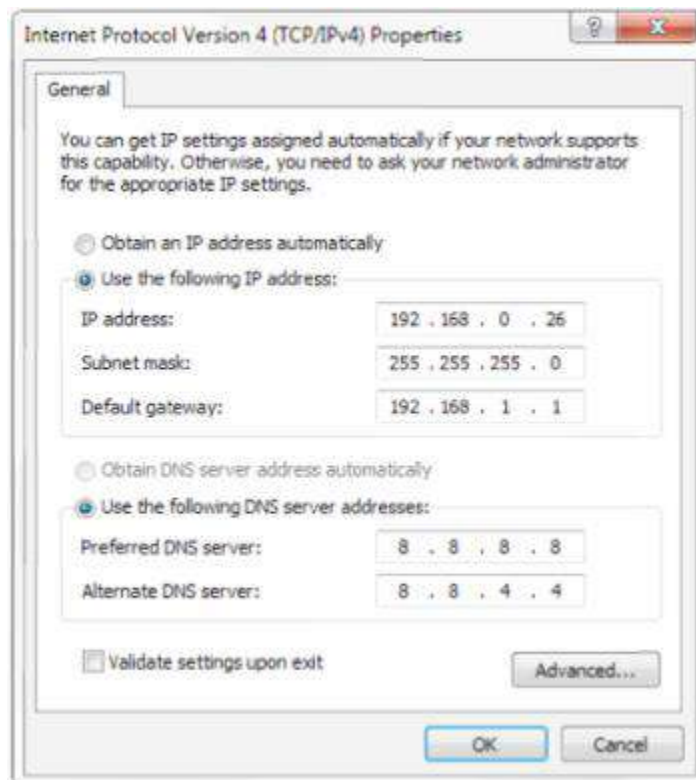 Internet Protocol Version 4 (TCP/IPv4) Properties
General
You can get IP settings assigned automatically if your network supports
this capability. Otherwise, you need to ask your network administrator
for the appropriate IP settings.
Obtain an IP address automatically
Use the following IP address:
IP address: 192 . 168 . 0 . 26
Subnet mask: 255 . 255 . 255 . 0
Default gateway: 192 . 168 . 1 . 1
Obtain DNS server address automatically
Use the following DNS server addresses:
Preferred DNS server: 8 . 8 . 8 . 8
Alternate DNS server: 8 . 8 . 4 . 4
Validate settings upon exit
Advanced...
OK Cancel